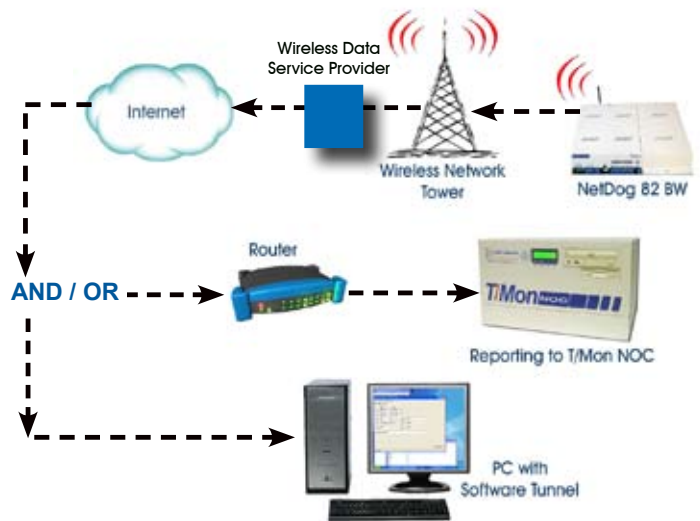 Wireless Data
Service Provider
Internet
Wireless Network
Tower
NetDog 82 BW
Router
AND / OR
T/MonNOC
Reporting to T/Mon NOC
PC with
Software Tunnel